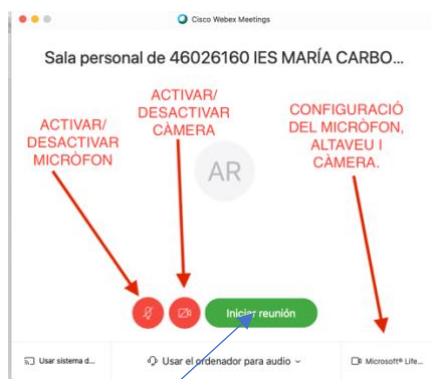 Cisco Webex Meetings
Sala personal de 46026160 IES MARÍA CARBO...
ACTIVAR/
DESACTIVAR
MICRÒFON
ACTIVAR/
DESACTIVAR
CÀMERA
CONFIGURACIÓ
DEL MICRÒFON,
ALTAVEU I
CÀMERA.
AR
Iniciar reunión
Usar sistema d...
Usar el ordenador para audio
Microsoft® Life...